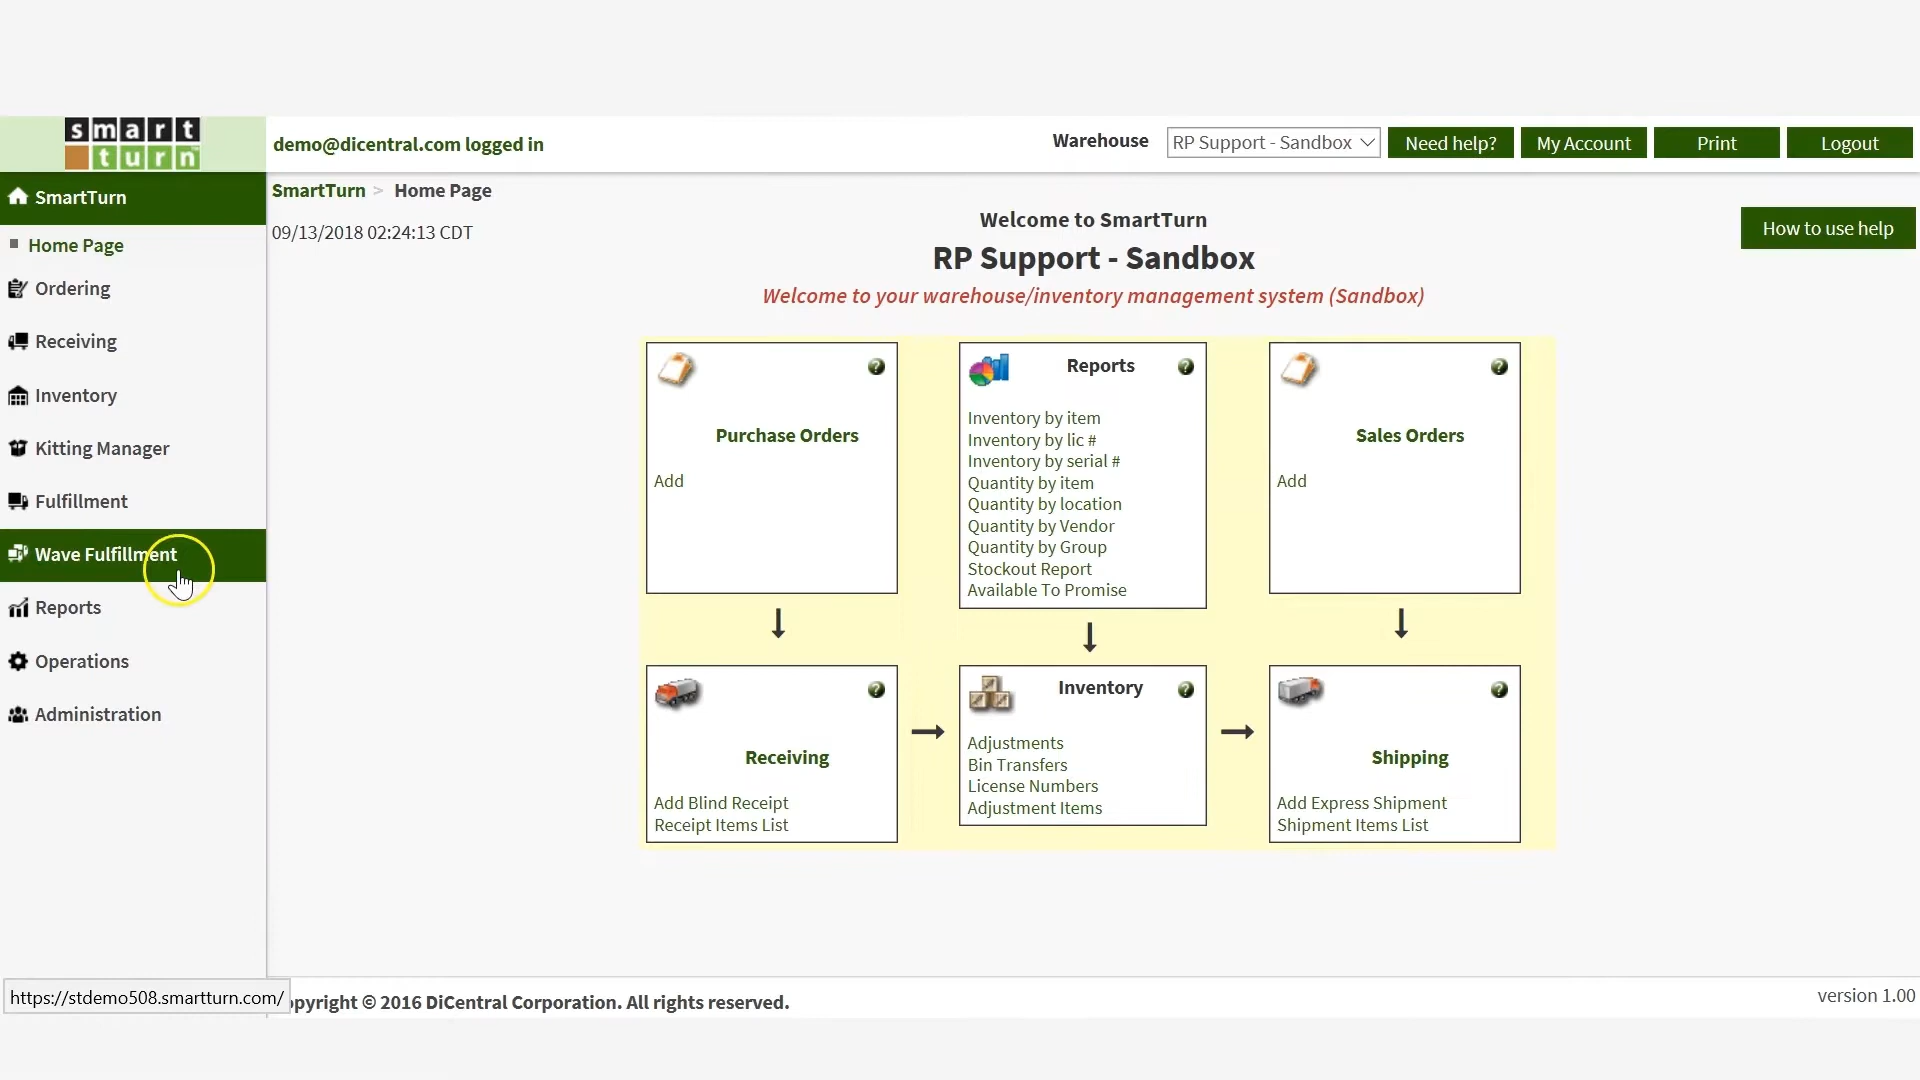 smart
turn
demo@dicentral.com logged in
Warehouse
RP Support - Sandbox
Need help?
My Account
Print
Logout
SmartTurn
Home Page
Ordering
Receiving
Inventory
Kitting Manager
Fulfillment
Wave Fulfillment
Reports
Operations
Administration
SmartTurn > Home Page
09/13/2018 02:24:13 CDT
Welcome to SmartTurn
RP Support - Sandbox
Welcome to your warehouse/inventory management system (Sandbox)
How to use help
?
Purchase Orders
Add
Reports ?
Inventory by item
Inventory by lic #
Inventory by serial #
Quantity by item
Quantity by location
Quantity by Vendor
Quantity by Group
Stockout Report
Available To Promise
?
Sales Orders
Add
?
Receiving
Add Blind Receipt
Receipt Items List
Inventory ?
Adjustments
Bin Transfers
License Numbers
Adjustment Items
?
Shipping
Add Express Shipment
Shipment Items List
https://stdemo508.smartturn.com/
opyright © 2016 DiCentral Corporation. All rights reserved.
version 1.00